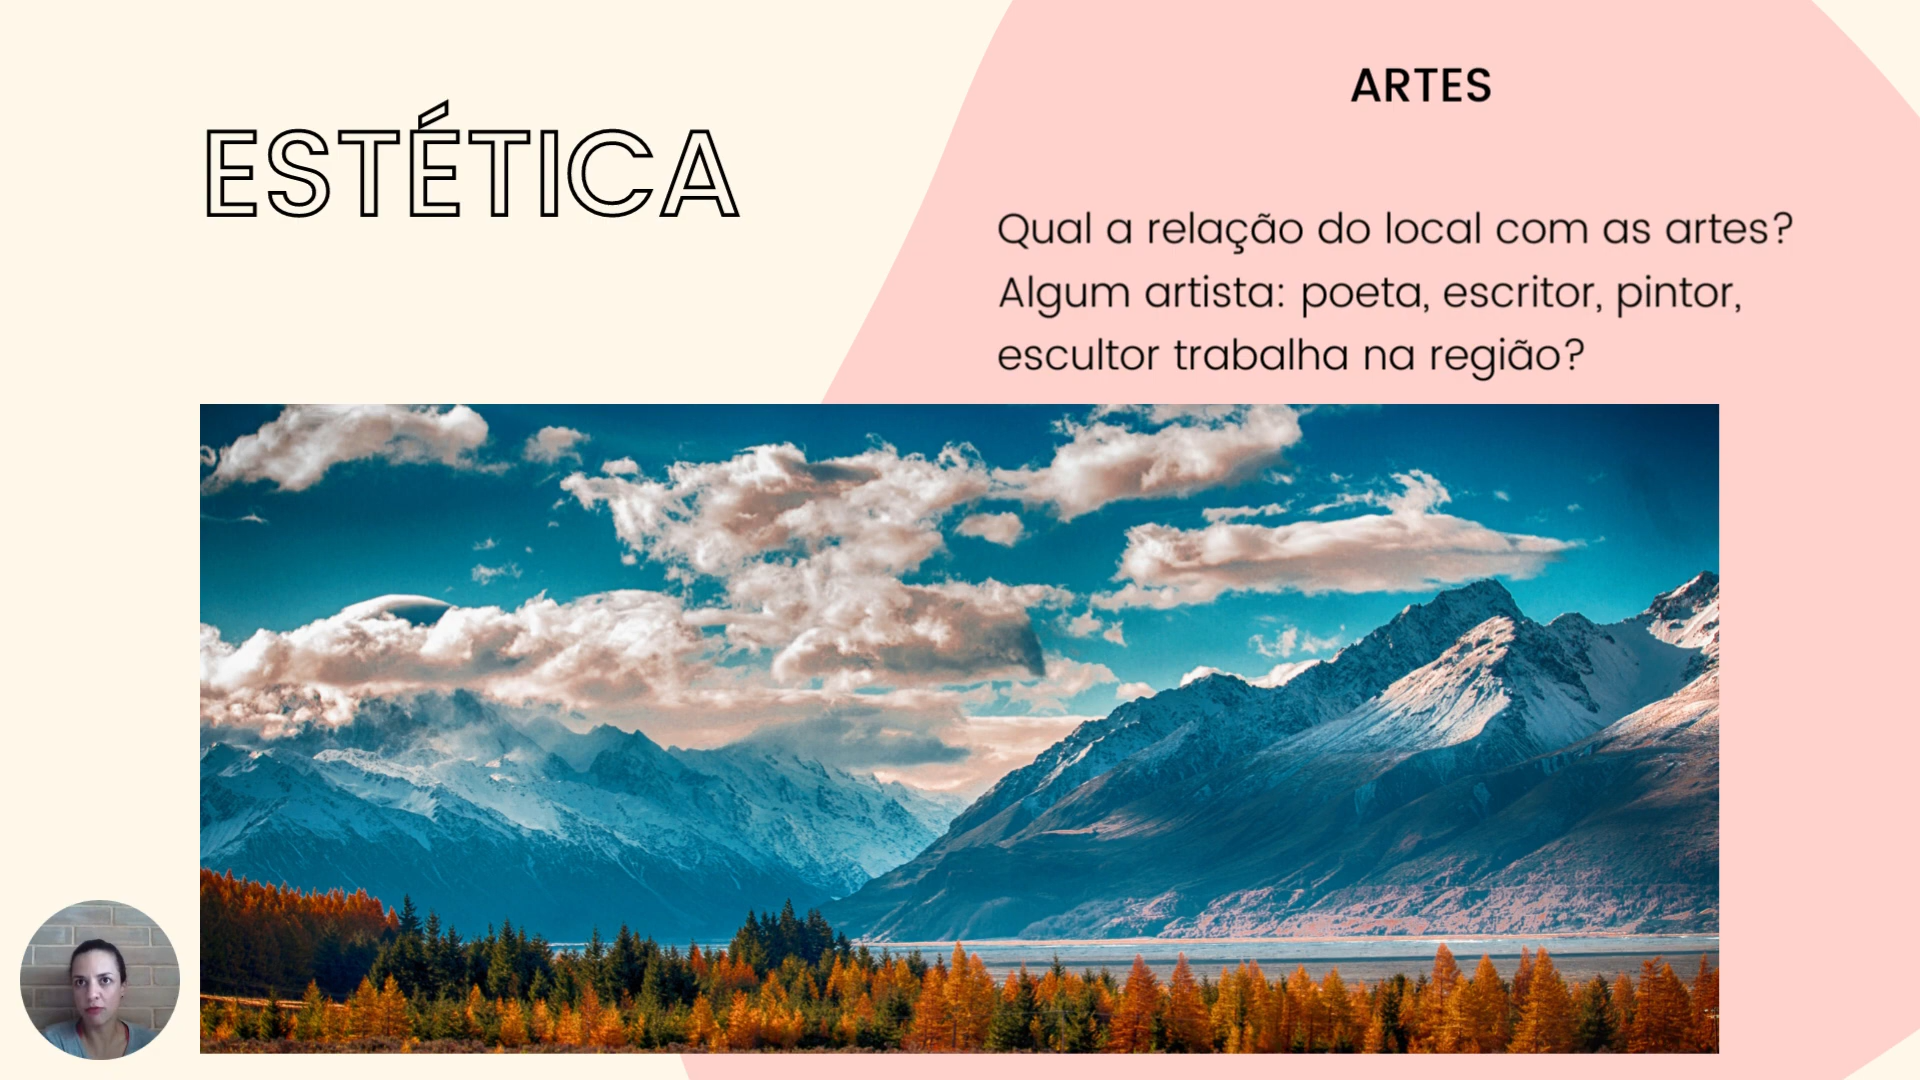 ESTÉTICA
ARTES
Qual a relação do local com as artes?
Algum artista: poeta, escritor, pintor,
escultor trabalha na região?